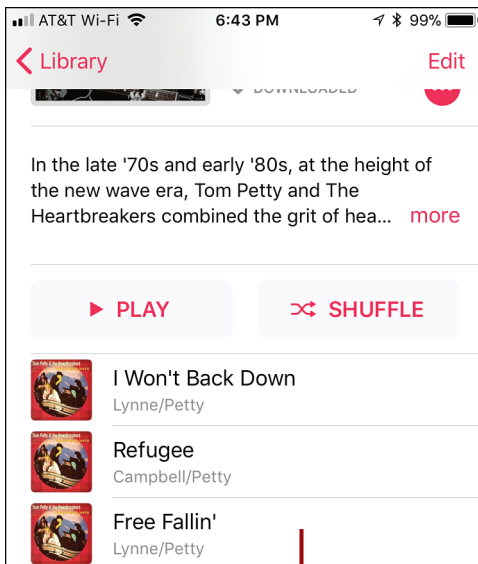 AT&T Wi-Fi 6:43 PM 99%
Library Edit
DOWNLOADED
In the late '70s and early '80s, at the height of
the new wave era, Tom Petty and The
Heartbreakers combined the grit of hea... more
PLAY SHUFFLE
I Won't Back Down
Lynne/Petty
Refugee
Campbell/Petty
Free Fallin'
Lynne/Petty